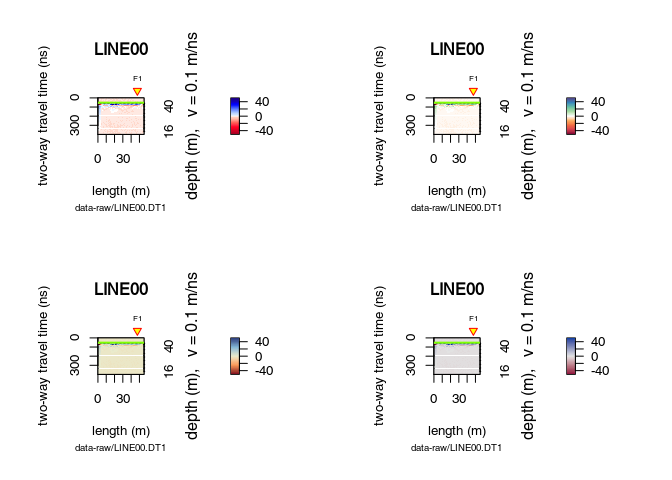 LINE00
F1
two-way travel time (ns)
0
300
0 30
length (m)
data-raw/LINE00.DT1
40
16
depth (m), v = 0.1 m/ns
40
0
-40
LINE00
F1
two-way travel time (ns)
0
300
0 30
length (m)
data-raw/LINE00.DT1
40
16
depth (m), v = 0.1 m/ns
40
0
-40
LINE00
F1
two-way travel time (ns)
0
300
0 30
length (m)
data-raw/LINE00.DT1
40
16
depth (m), v = 0.1 m/ns
40
0
-40
LINE00
F1
two-way travel time (ns)
0
300
0 30
length (m)
data-raw/LINE00.DT1
40
16
depth (m), v = 0.1 m/ns
40
0
-40